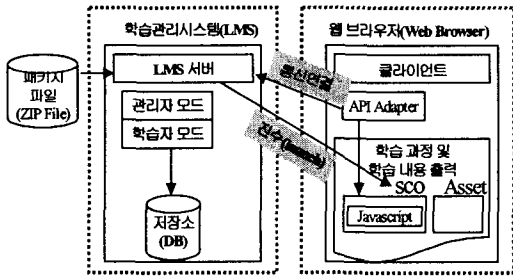 학습관리시스템(LMS)
웹 브라우저(Web Browser)
패키지
파일
(ZIP File)
LMS 서버
관리자 모드
학습자 모드
저장소
(DB)
통신연결
진수(launch)
클라이언트
API Adapter
학습 과정 및
학습 내용 출력
SCO Asset
Javascript